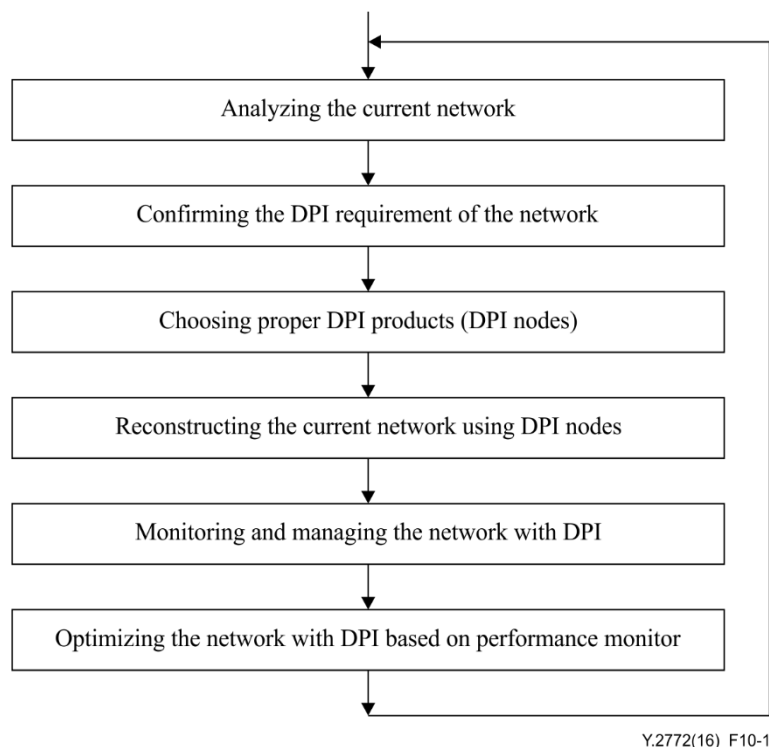 Analyzing the current network
Confirming the DPI requirement of the network
Choosing proper DPI products (DPI nodes)
Reconstructing the current network using DPI nodes
Monitoring and managing the network with DPI
Optimizing the network with DPI based on performance monitor
Y.2772(16)_F10-1